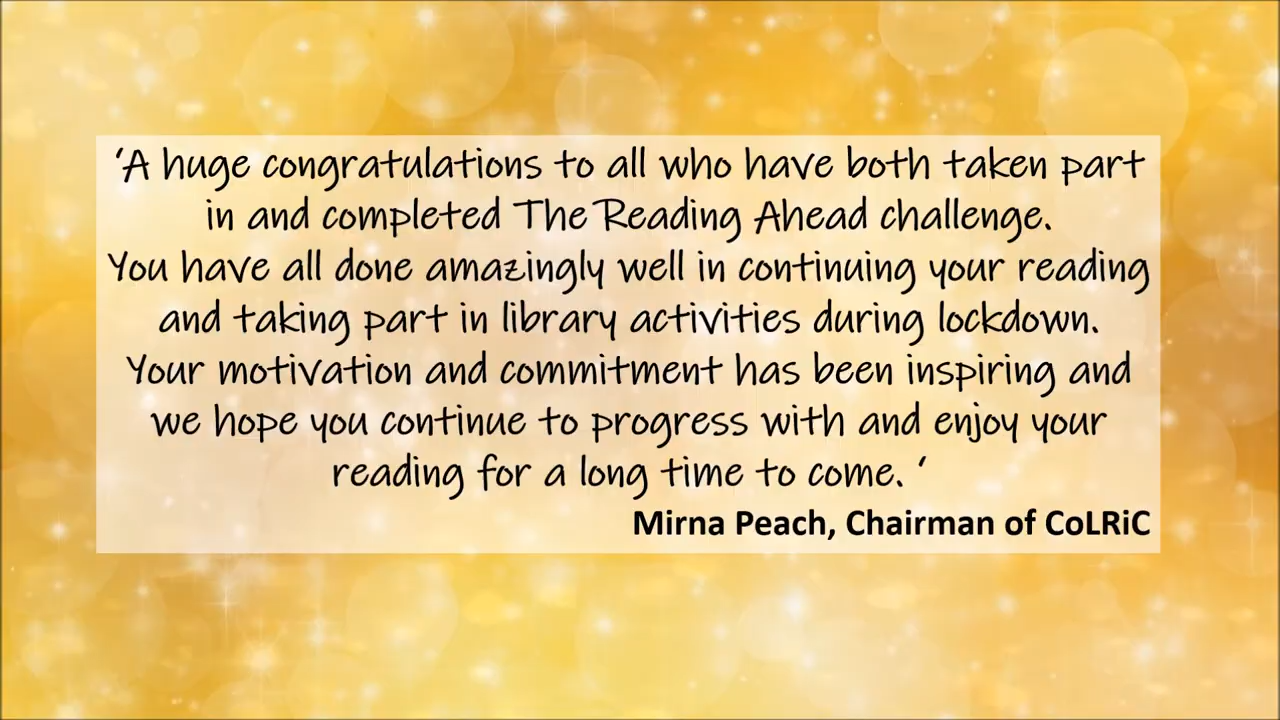 ‘A huge congratulations to all who have both taken part
in and completed The Reading Ahead challenge.
You have all done amazingly well in continuing your reading
and taking part in library activities during lockdown.
Your motivation and commitment has been inspiring and
we hope you continue to progress with and enjoy your
reading for a long time to come. ‘
Mirna Peach, Chairman of CoLRiC